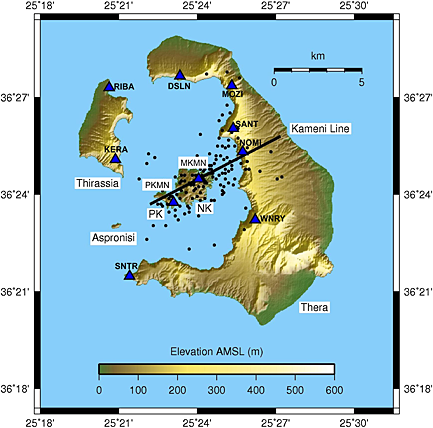 25°18' 25°21' 25°24' 25°27' 25°30'
km
0 5
36°27' 36°27'
RIBA DSLN MOZI
SANT
Kameni Line
KERA NOMI
MKMN
Thirassia
PKMN
36°24' 36°24'
PK NK
WNRY
Aspronisi
SNTR
36°21' 36°21'
Thera
Elevation AMSL (m)
0 100 200 300 400 500 600
36°18' 36°18'
25°18' 25°21' 25°24' 25°27' 25°30'